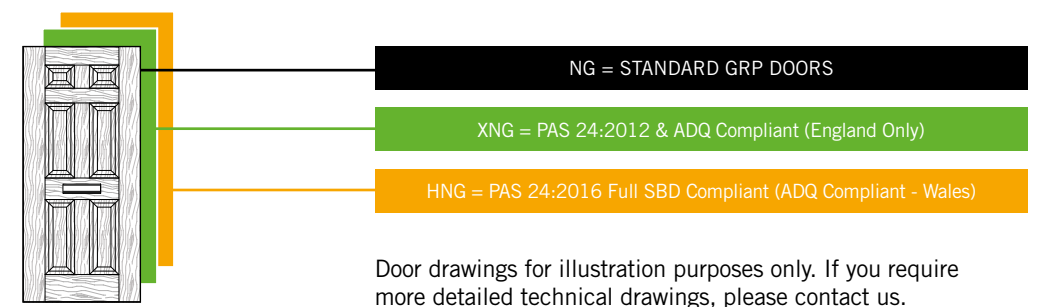 NG = STANDARD GRP DOORS
XNG = PAS 24:2012 & ADQ Compliant (England Only)
HNG = PAS 24:2016 Full SBD Compliant (ADQ Compliant - Wales)
Door drawings for illustration purposes only. If you require
more detailed technical drawings, please contact us.